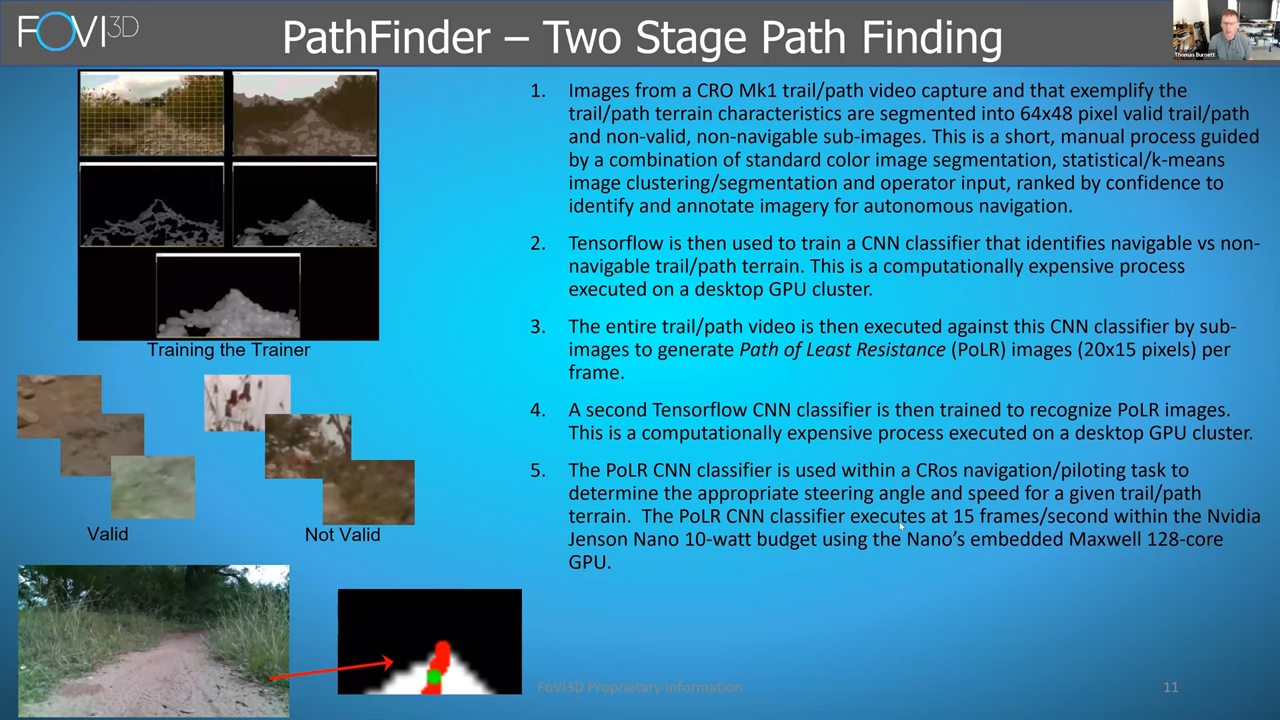 FOVI3D
PathFinder – Two Stage Path Finding
Thomas Burnett
1. Images from a CRO Mk1 trail/path video capture and that exemplify the
trail/path terrain characteristics are segmented into 64x48 pixel valid trail/path
and non-valid, non-navigable sub-images. This is a short, manual process guided
by a combination of standard color image segmentation, statistical/k-means
image clustering/segmentation and operator input, ranked by confidence to
identify and annotate imagery for autonomous navigation.
2. Tensorflow is then used to train a CNN classifier that identifies navigable vs non-
navigable trail/path terrain. This is a computationally expensive process
executed on a desktop GPU cluster.
3. The entire trail/path video is then executed against this CNN classifier by sub-
images to generate Path of Least Resistance (PoLR) images (20x15 pixels) per
frame.
4. A second Tensorflow CNN classifier is then trained to recognize PoLR images.
This is a computationally expensive process executed on a desktop GPU cluster.
5. The PoLR CNN classifier is used within a CRos navigation/piloting task to
determine the appropriate steering angle and speed for a given trail/path
terrain. The PoLR CNN classifier executes at 15 frames/second within the Nvidia
Jenson Nano 10-watt budget using the Nano's embedded Maxwell 128-core
GPU.
Training the Trainer
Valid
Not Valid
FoVI3D Proprietary information
11